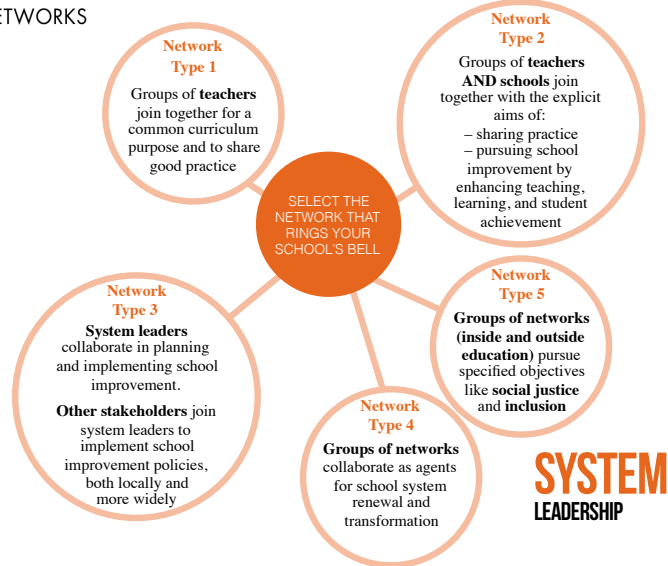 ETWORKS
Network
Type 1
Groups of teachers
join together for a
common curriculum
purpose and to share
good practice
Network
Type 2
Groups of teachers
AND schools join
together with the explicit
aims of:
– sharing practice
– pursuing school
improvement by
enhancing teaching,
learning, and student
achievement
SELECT THE
NETWORK THAT
RINGS YOUR
SCHOOL'S BELL
Network
Type 3
System leaders
collaborate in planning
and implementing school
improvement.
Other stakeholders join
system leaders to
implement school
improvement policies,
both locally and
more widely
Network
Type 4
Groups of networks
collaborate as agents
for school system
renewal and
transformation
Network
Type 5
Groups of networks
(inside and outside
education) pursue
specified objectives
like social justice
and inclusion
SYSTEM
LEADERSHIP